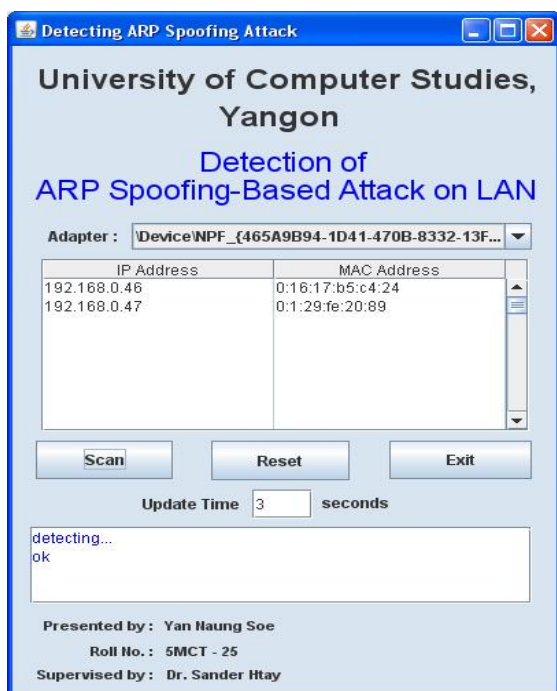 Detecting ARP Spoofing Attack
University of Computer Studies,
Yangon
Detection of
ARP Spoofing-Based Attack on LAN
Adapter : \Device\NPF_{465A9B94-1D41-470B-8332-13F...
IP Address MAC Address
192.168.0.46 0:16:17:b5:c4:24
192.168.0.47 0:1:29:fe:20:89
Scan Reset Exit
Update Time 3 seconds
detecting...
ok
Presented by : Yan Naung Soe
Roll No. : 5MCT - 25
Supervised by : Dr. Sander Htay